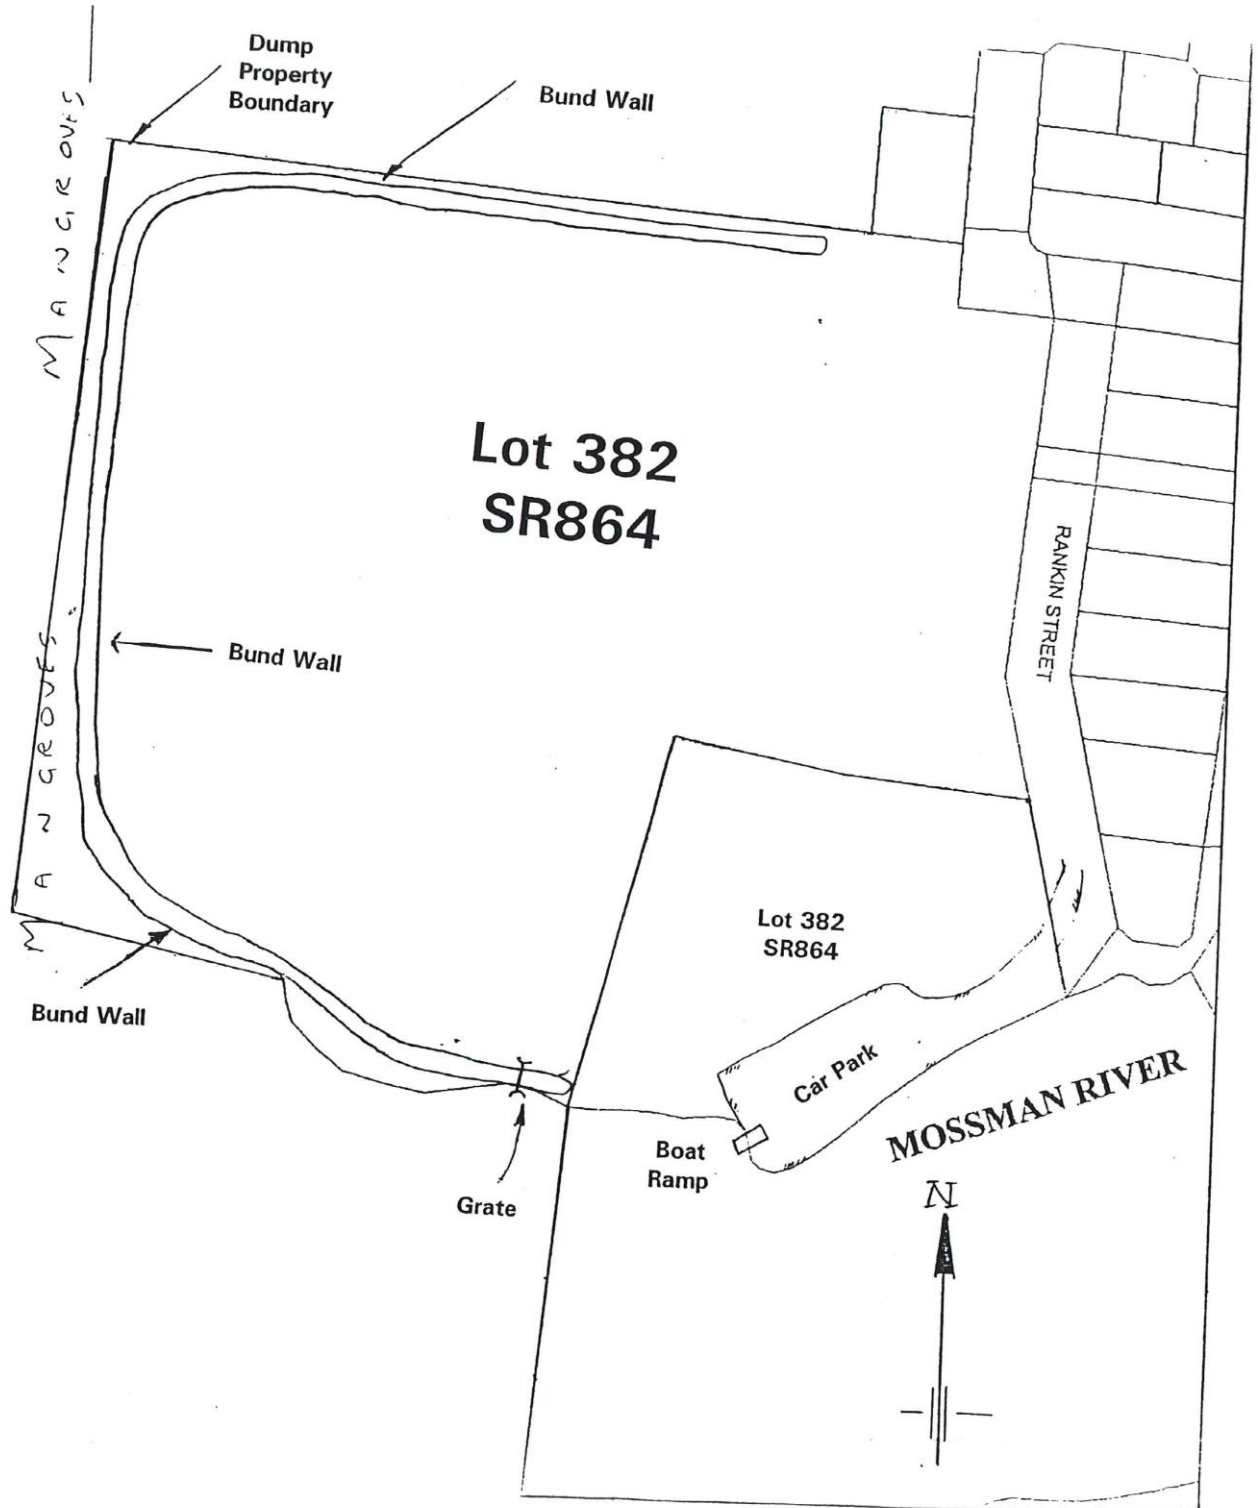 Dump
Property
Boundary
Bund Wall
MANGROVES
Lot 382
SR864
RANKIN STREET
Bund Wall
MANGROVES
Lot 382
SR864
Bund Wall
Car Park
MOSSMAN RIVER
Boat
Ramp
Grate
N